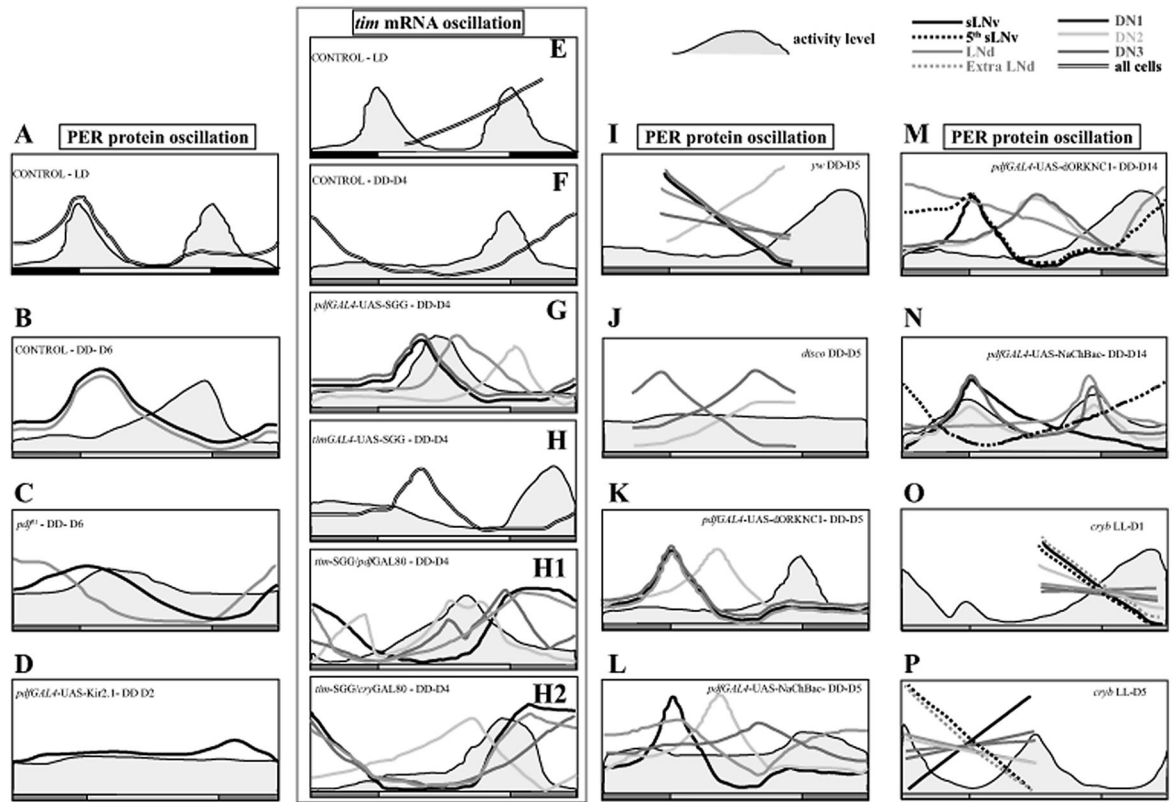 tim mRNA oscillation
activity level
sLNv
5th sLNv
LNd
Extra LNd
DN1
DN2
DN3
all cells
A
PER protein oscillation
CONTROL - LD
B
CONTROL - DD- D6
C
- DD- D6
D
pdfGAL4-UAS-Kir2.1- DD D2
E
CONTROL - LD
F
CONTROL - DD-D4
G
pdfGAL4-UAS-SGG - DD-D4
H
timGAL4-UAS-SGG - DD-D4
H1
tim-SGG/pdfGAL80 - DD-D4
H2
tim-SGG/cryGAL80 - DD-D4
I
PER protein oscillation
yw DD-D5
J
disco DD-D5
K
pdfGAL4-UAS-dORKNC1- DD-D5
L
pdfGAL4-UAS-NaChBac- DD-D5
M
PER protein oscillation
pdfGAL4-UAS-dORKNC1- DD-D14
N
pdfGAL4-UAS-NaChBac- DD-D14
O
cryb LL-D1
P
cryb LL-D5